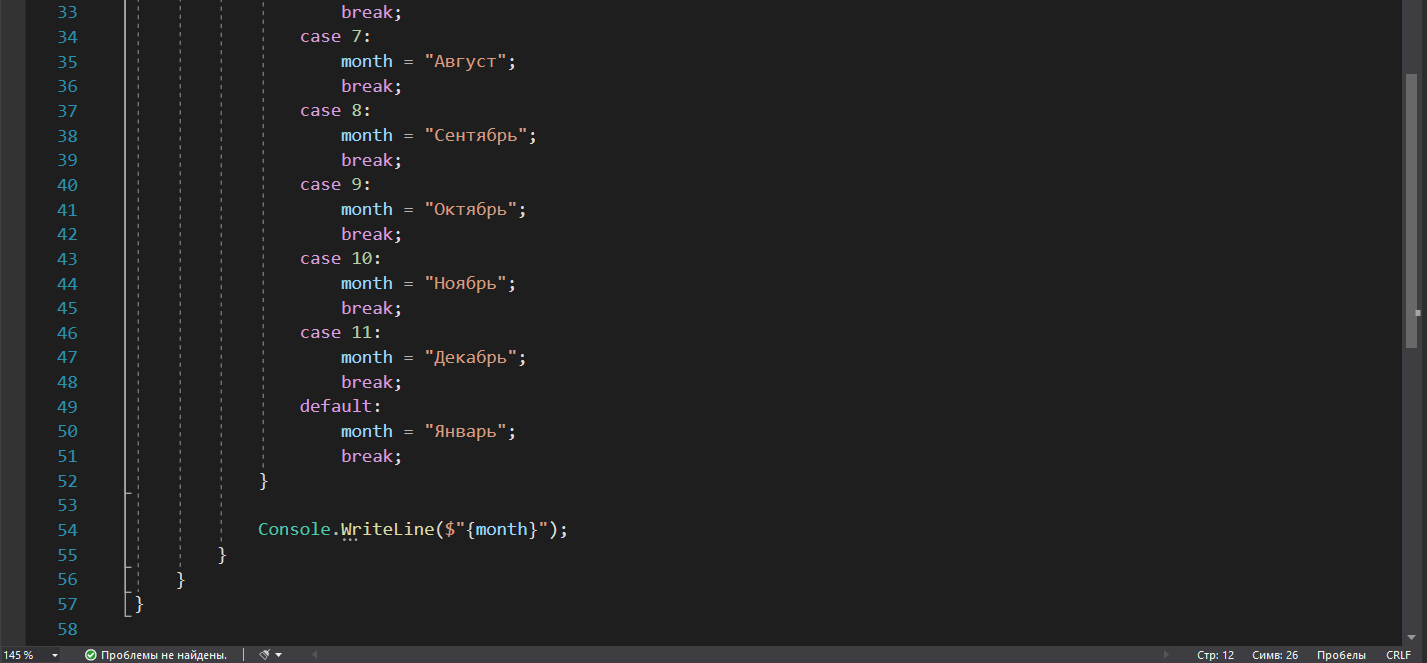 33 break;
34 case 7:
35 month = "Август";
36 break;
37 case 8:
38 month = "Сентябрь";
39 break;
40 case 9:
41 month = "Октябрь";
42 break;
43 case 10:
44 month = "Ноябрь";
45 break;
46 case 11:
47 month = "Декабрь";
48 break;
49 default:
50 month = "Январь";
51 break;
52 }
53
54 Console.WriteLine($"{month}");
55 }
56 }
57 }
58
145 % Проблемы не найдены. Стр: 12 Симв: 26 Пробелы CRLF